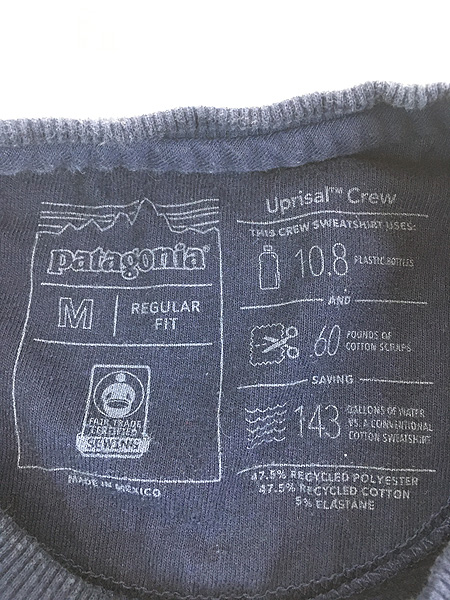 patagonia®
M
REGULAR
FIT
FAIR TRADE
CERTIFIED
SEWING
MADE IN MEXICO
Uprisal™ Crew
THIS CREW SWEATSHIRT USES:
10.8 PLASTIC BOTTLES
AND
.60 POUNDS OF
COTTON SCRAPS
SAVING
143 GALLONS OF WATER
VS. A CONVENTIONAL
COTTON SWEATSHIRT
47.5% RECYCLED POLYESTER
47.5% RECYCLED COTTON
5% ELASTANE